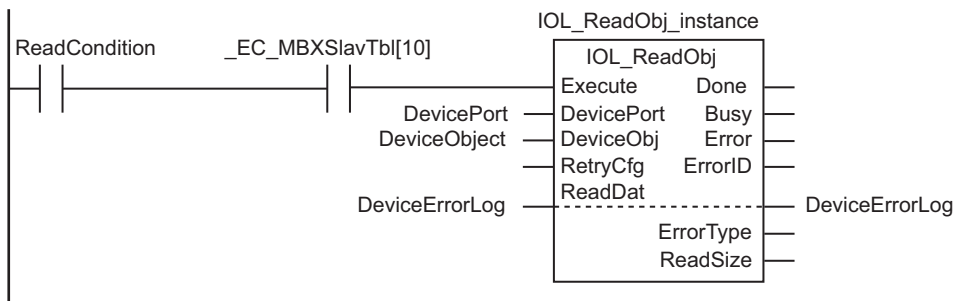 IOL_ReadObj_instance
ReadCondition _EC_MBXSlavTbl[10]
IOL_ReadObj
Execute Done
DevicePort DevicePort Busy
DeviceObject DeviceObj Error
RetryCfg ErrorID
ReadDat
DeviceErrorLog DeviceErrorLog
ErrorType
ReadSize